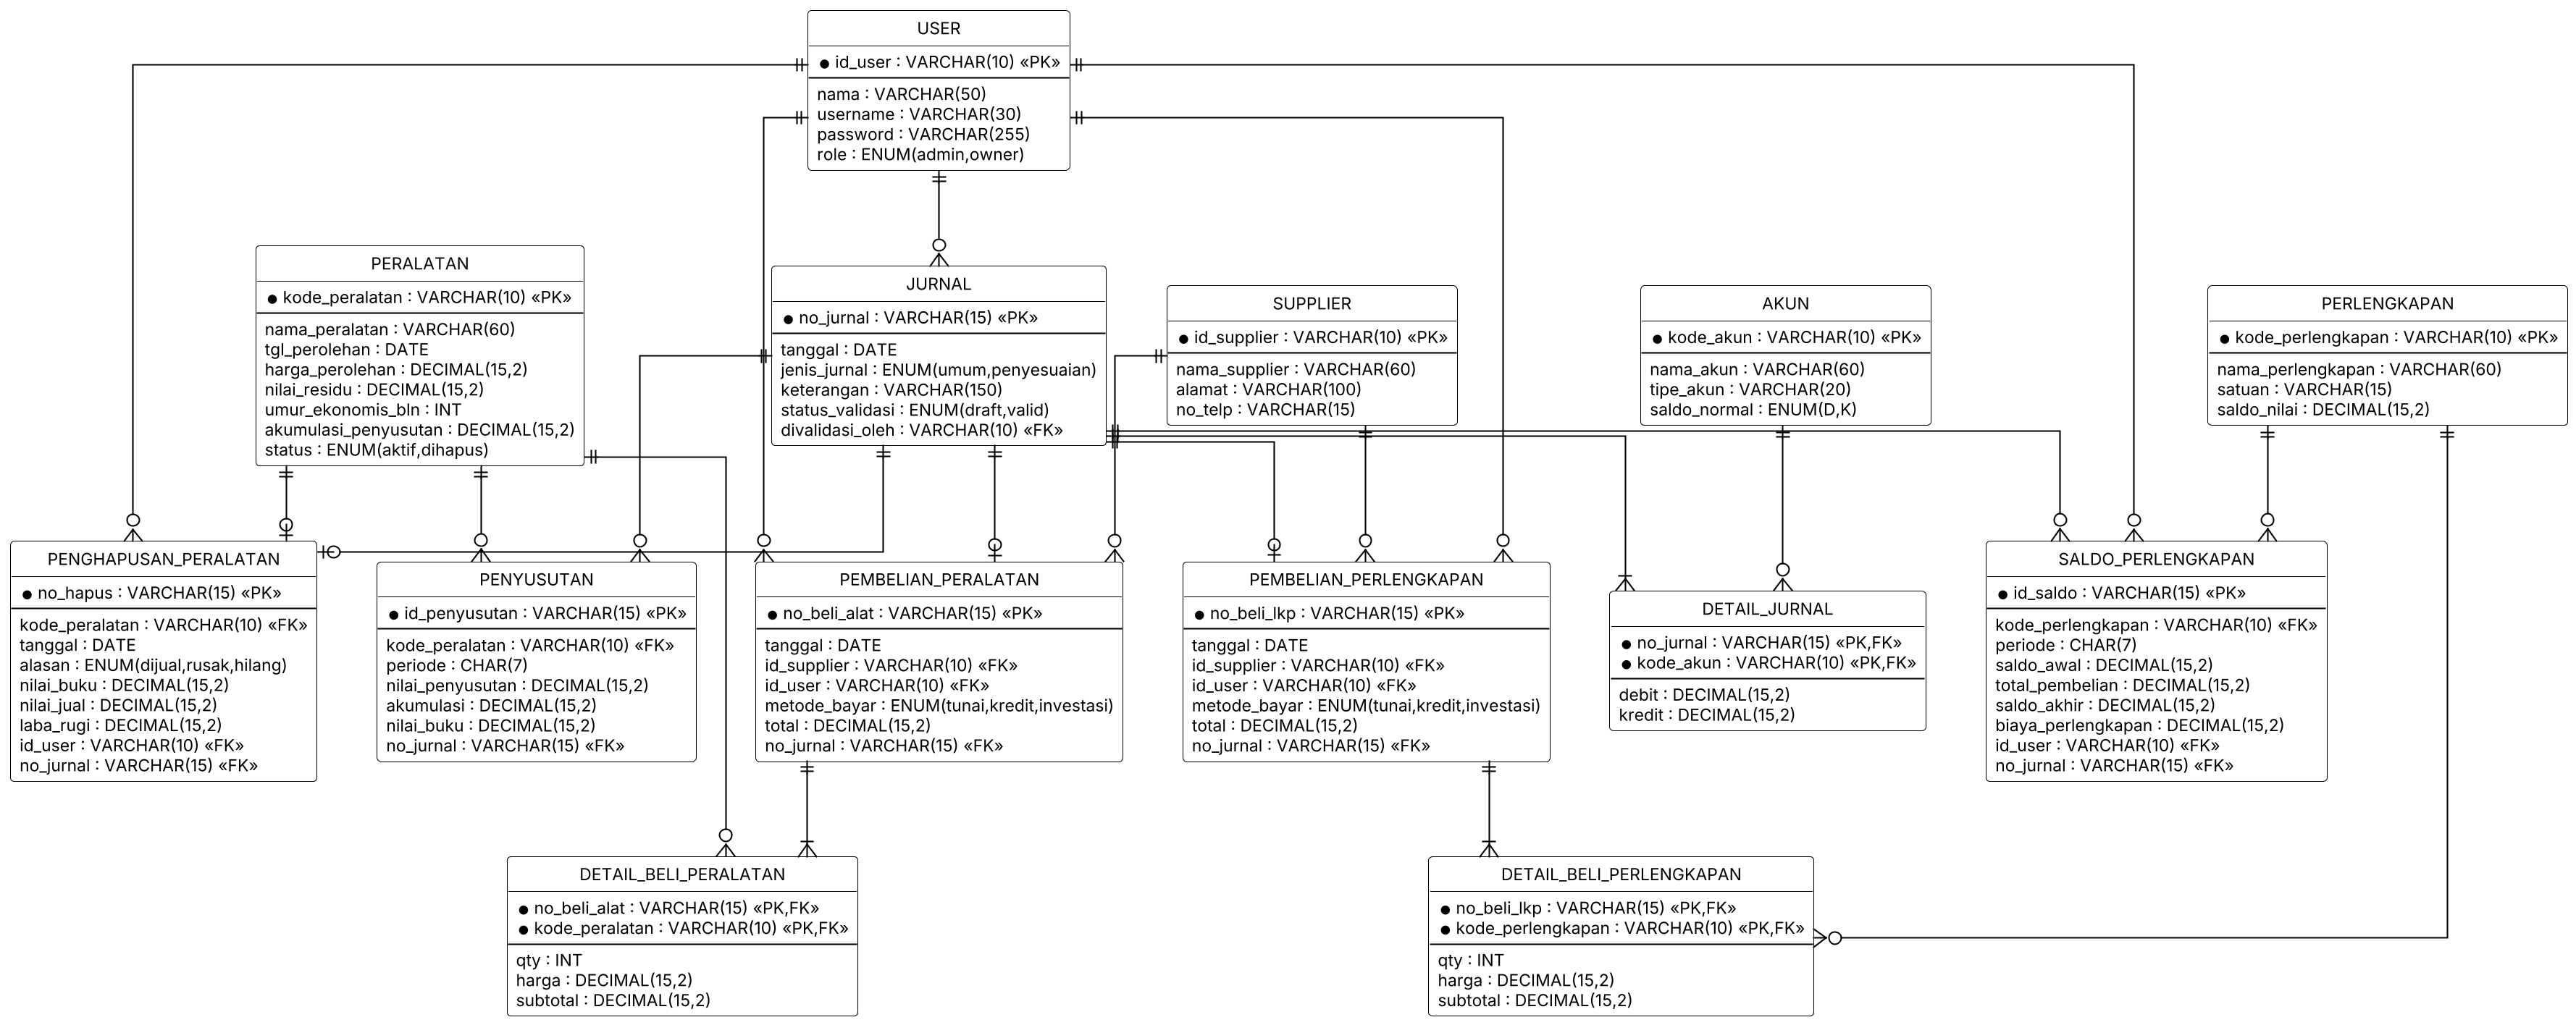 USER
id_user : VARCHAR(10) «PK»
nama : VARCHAR(50)
username : VARCHAR(30)
password : VARCHAR(255)
role : ENUM(admin,owner)
PERALATAN
kode_peralatan : VARCHAR(10) «PK»
nama_peralatan : VARCHAR(60)
tgl_perolehan : DATE
harga_perolehan : DECIMAL(15,2)
nilai_residu : DECIMAL(15,2)
umur_ekonomis_bln : INT
akumulasi_penyusutan : DECIMAL(15,2)
status : ENUM(aktif,dihapus)
JURNAL
no_jurnal : VARCHAR(15) «PK»
tanggal : DATE
jenis_jurnal : ENUM(umum,penyesuaian)
keterangan : VARCHAR(150)
status_validasi : ENUM(draft,valid)
divalidasi_oleh : VARCHAR(10) «FK»
SUPPLIER
id_supplier : VARCHAR(10) «PK»
nama_supplier : VARCHAR(60)
alamat : VARCHAR(100)
no_telp : VARCHAR(15)
AKUN
kode_akun : VARCHAR(10) «PK»
nama_akun : VARCHAR(60)
tipe_akun : VARCHAR(20)
saldo_normal : ENUM(D,K)
PERLENGKAPAN
kode_perlengkapan : VARCHAR(10) «PK»
nama_perlengkapan : VARCHAR(60)
satuan : VARCHAR(15)
saldo_nilai : DECIMAL(15,2)
PENGHAPUSAN_PERALATAN
no_hapus : VARCHAR(15) «PK»
kode_peralatan : VARCHAR(10) «FK»
tanggal : DATE
alasan : ENUM(dijual,rusak,hilang)
nilai_buku : DECIMAL(15,2)
nilai_jual : DECIMAL(15,2)
laba_rugi : DECIMAL(15,2)
id_user : VARCHAR(10) «FK»
no_jurnal : VARCHAR(15) «FK»
PENYUSUTAN
id_penyusutan : VARCHAR(15) «PK»
kode_peralatan : VARCHAR(10) «FK»
periode : CHAR(7)
nilai_penyusutan : DECIMAL(15,2)
akumulasi : DECIMAL(15,2)
nilai_buku : DECIMAL(15,2)
no_jurnal : VARCHAR(15) «FK»
PEMBELIAN_PERALATAN
no_beli_alat : VARCHAR(15) «PK»
tanggal : DATE
id_supplier : VARCHAR(10) «FK»
id_user : VARCHAR(10) «FK»
metode_bayar : ENUM(tunai,kredit,investasi)
total : DECIMAL(15,2)
no_jurnal : VARCHAR(15) «FK»
PEMBELIAN_PERLENGKAPAN
no_beli_lkp : VARCHAR(15) «PK»
tanggal : DATE
id_supplier : VARCHAR(10) «FK»
id_user : VARCHAR(10) «FK»
metode_bayar : ENUM(tunai,kredit,investasi)
total : DECIMAL(15,2)
no_jurnal : VARCHAR(15) «FK»
DETAIL_JURNAL
no_jurnal : VARCHAR(15) «PK,FK»
kode_akun : VARCHAR(10) «PK,FK»
debit : DECIMAL(15,2)
kredit : DECIMAL(15,2)
SALDO_PERLENGKAPAN
id_saldo : VARCHAR(15) «PK»
kode_perlengkapan : VARCHAR(10) «FK»
periode : CHAR(7)
saldo_awal : DECIMAL(15,2)
total_pembelian : DECIMAL(15,2)
saldo_akhir : DECIMAL(15,2)
biaya_perlengkapan : DECIMAL(15,2)
id_user : VARCHAR(10) «FK»
no_jurnal : VARCHAR(15) «FK»
DETAIL_BELI_PERALATAN
no_beli_alat : VARCHAR(15) «PK,FK»
kode_peralatan : VARCHAR(10) «PK,FK»
qty : INT
harga : DECIMAL(15,2)
subtotal : DECIMAL(15,2)
DETAIL_BELI_PERLENGKAPAN
no_beli_lkp : VARCHAR(15) «PK,FK»
kode_perlengkapan : VARCHAR(10) «PK,FK»
qty : INT
harga : DECIMAL(15,2)
subtotal : DECIMAL(15,2)